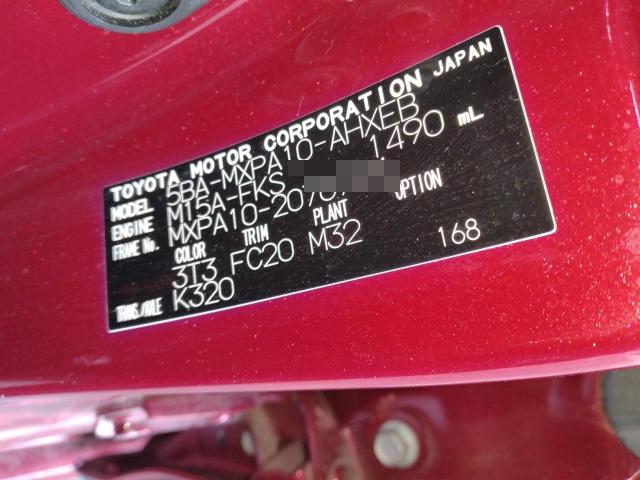 TOYOTA MOTOR CORPORATION JAPAN
MODEL 5BA-MXPA10-AHXEB
ENGINE M15A-FKS 1490 mL
FRAME No. MXPA10-
COLOR TRIM PLANT OPTION
3T3 FC20 M32
TRANS./AXLE K320 168